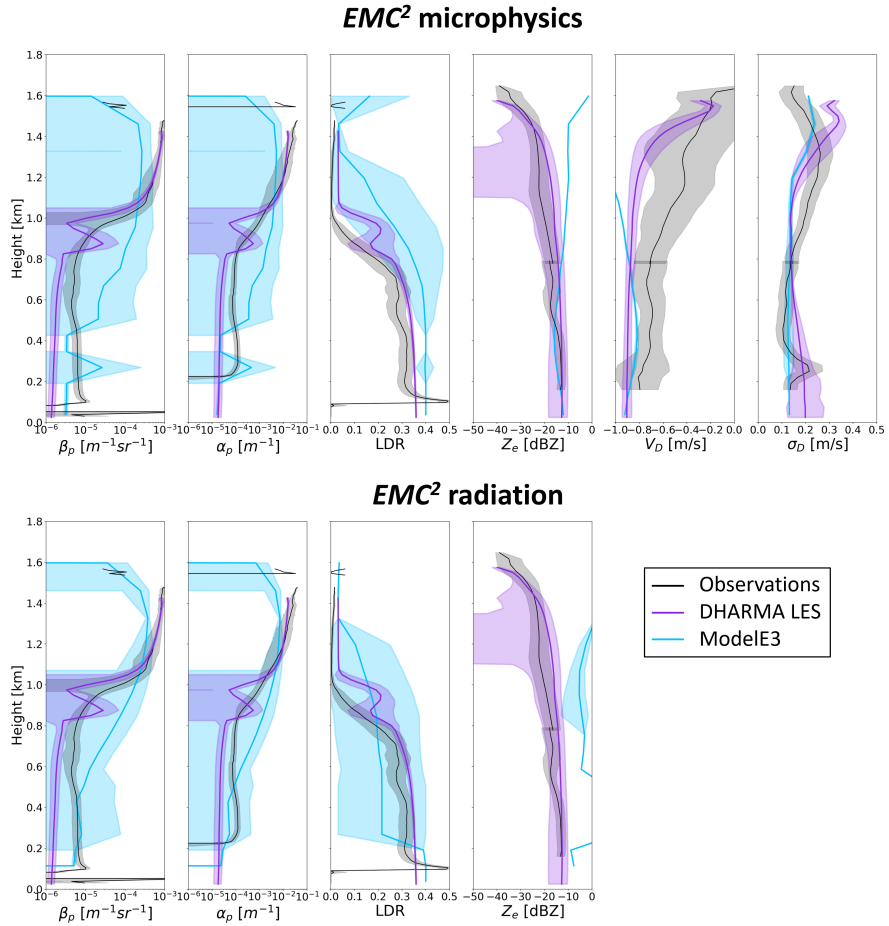 EMC² microphysics
1.8
1.6
1.4
1.2
1.0
0.8
0.6
0.4
0.2
0.0
Height [km]
10⁻⁶ 10⁻⁵ 10⁻⁴ 10⁻³
βₚ [m⁻¹sr⁻¹]
10⁻⁶ 10⁻⁵ 10⁻⁴ 10⁻³ 10⁻² 10⁻¹
αₚ [m⁻¹]
0.0 0.1 0.2 0.3 0.4 0.5
LDR
−50 −40 −30 −20 −10 0
Zₑ [dBZ]
−1.0 −0.8 −0.6 −0.4 −0.2 0.0
V_D [m/s]
0.0 0.1 0.2 0.3 0.4 0.5
σ_D [m/s]
EMC² radiation
1.8
1.6
1.4
1.2
1.0
0.8
0.6
0.4
0.2
0.0
Height [km]
10⁻⁶ 10⁻⁵ 10⁻⁴ 10⁻³
βₚ [m⁻¹sr⁻¹]
10⁻⁶ 10⁻⁵ 10⁻⁴ 10⁻³ 10⁻² 10⁻¹
αₚ [m⁻¹]
0.0 0.1 0.2 0.3 0.4 0.5
LDR
−50 −40 −30 −20 −10 0
Zₑ [dBZ]
Observations
DHARMA LES
ModelE3